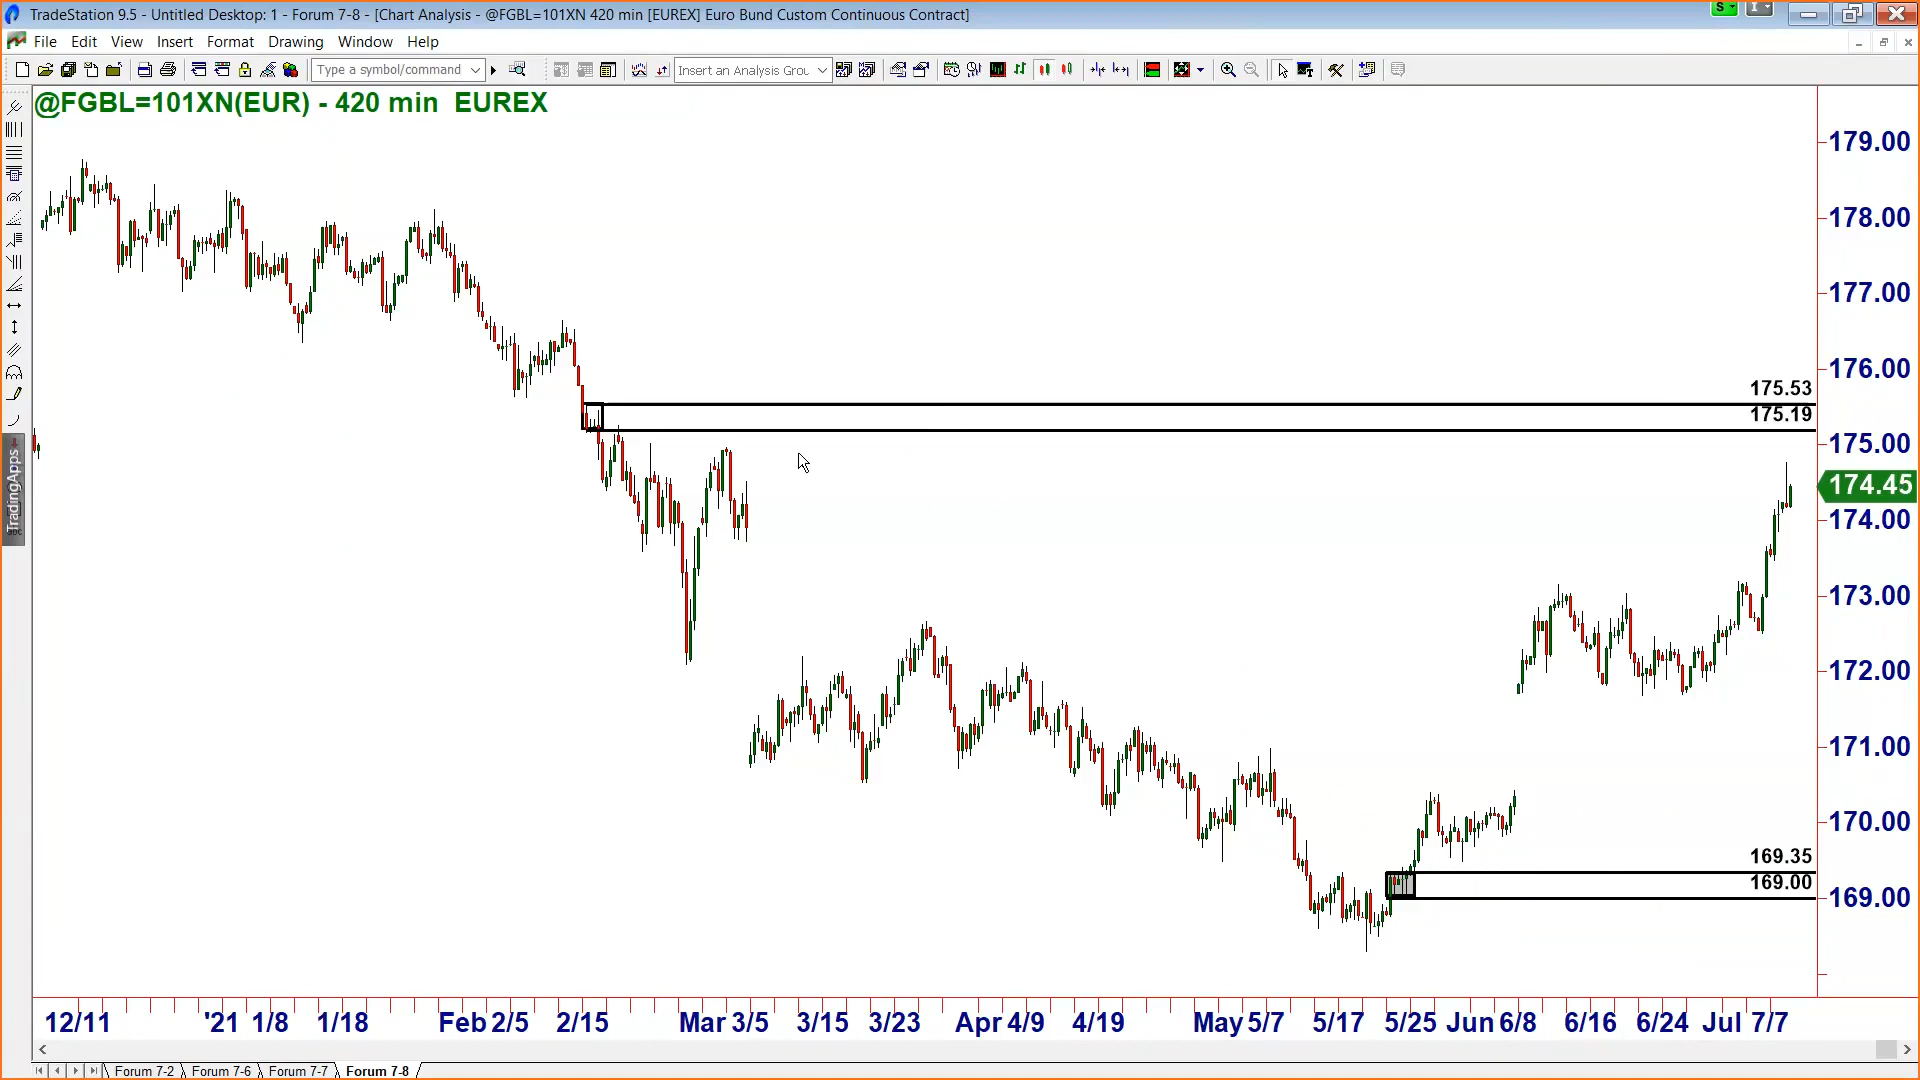 TradeStation 9.5 - Untitled Desktop: 1 - Forum 7-8 - [Chart Analysis - @FGBL=101XN 420 min [EUREX] Euro Bund Custom Continuous Contract]
S
I
File Edit View Insert Format Drawing Window Help
Type a symbol/command
Insert an Analysis Grou
@FGBL=101XN(EUR) - 420 min EUREX
179.00
178.00
177.00
176.00
175.53
175.19
175.00
174.45
174.00
173.00
172.00
171.00
170.00
169.35
169.00
169.00
TradingApps
12/11 '21 1/8 1/18 Feb 2/5 2/15 Mar 3/5 3/15 3/23 Apr 4/9 4/19 May 5/7 5/17 5/25 Jun 6/8 6/16 6/24 Jul 7/7
Forum 7-2 Forum 7-6 Forum 7-7 Forum 7-8